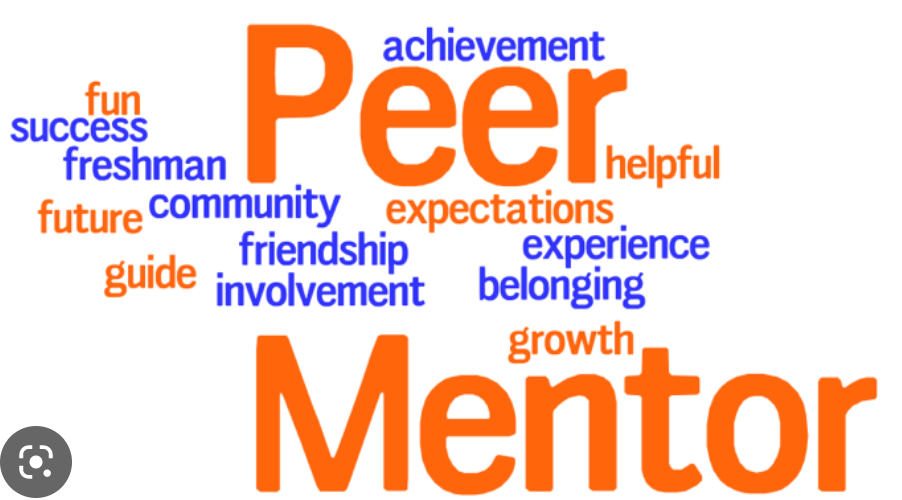 Peer
achievement
fun
success
freshman
helpful
community
future
expectations
friendship
experience
guide
involvement
belonging
growth
Mentor